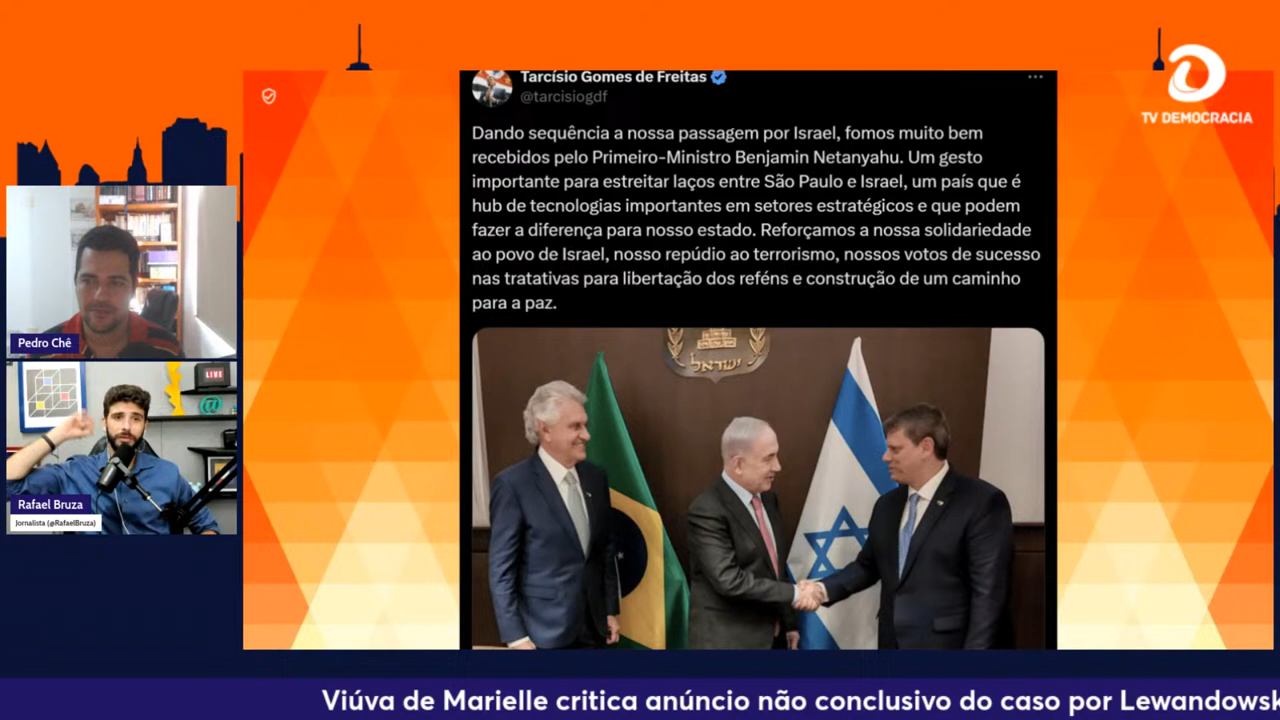 TV DEMOCRACIA
Tarcísio Gomes de Freitas
@tarcisiogdf
Dando sequência a nossa passagem por Israel, fomos muito bem
recebidos pelo Primeiro-Ministro Benjamin Netanyahu. Um gesto
importante para estreitar laços entre São Paulo e Israel, um país que é
hub de tecnologias importantes em setores estratégicos e que podem
fazer a diferença para nosso estado. Reforçamos a nossa solidariedade
ao povo de Israel, nosso repúdio ao terrorismo, nossos votos de sucesso
nas tratativas para libertação dos reféns e construção de um caminho
para a paz.
ישראל
Pedro Chê
LIVE
@
Rafael Bruza
Jornalista (@RafaelBruza)
Viúva de Marielle critica anúncio não conclusivo do caso por Lewandowsk